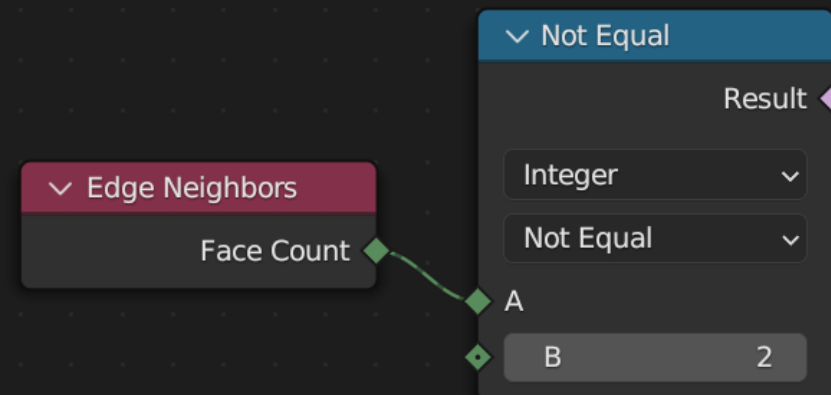 Not Equal
Result
Integer
Edge Neighbors
Not Equal
Face Count
A
B 2